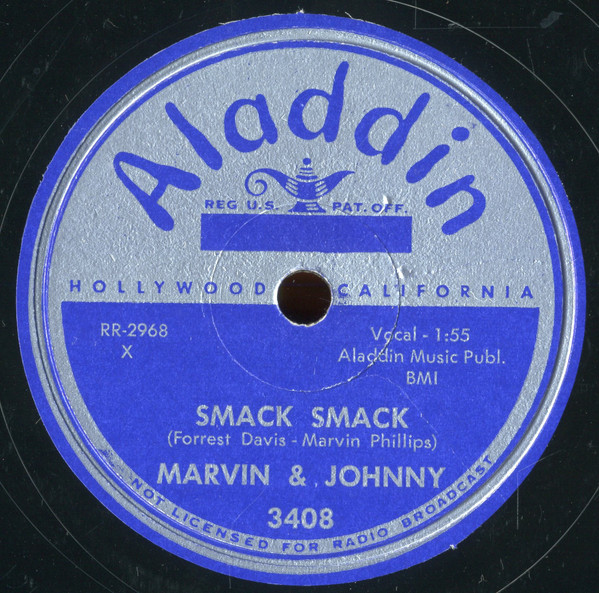 Aladdin
REG U.S. PAT. OFF.
HOLLYWOOD CALIFORNIA
RR-2968
X
Vocal - 1:55
Aladdin Music Publ.
BMI
SMACK SMACK
(Forrest Davis - Marvin Phillips)
MARVIN & JOHNNY
3408
NOT LICENSED FOR RADIO BROADCAST